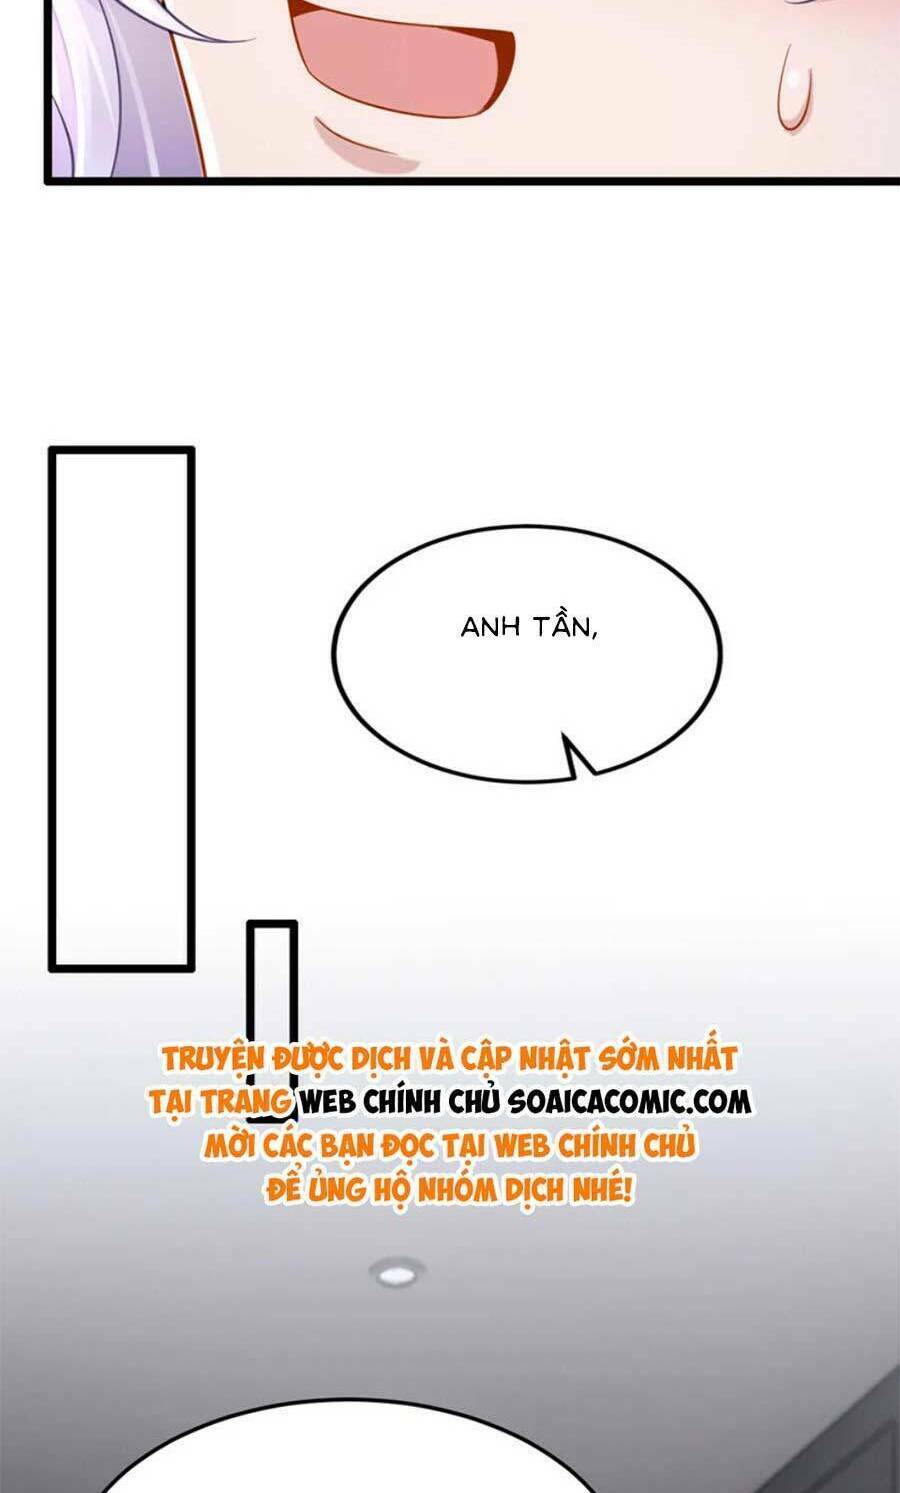 ANH TẦN,
TRUYỆN ĐƯỢC DỊCH VÀ CẬP NHẬT SỚM NHẤT
TẠI TRANG WEB CHÍNH CHỦ SOAICACOMIC.COM
MỜI CÁC BẠN ĐỌC TẠI WEB CHÍNH CHỦ
ĐỂ ỦNG HỘ NHÓM DỊCH NHÉ!